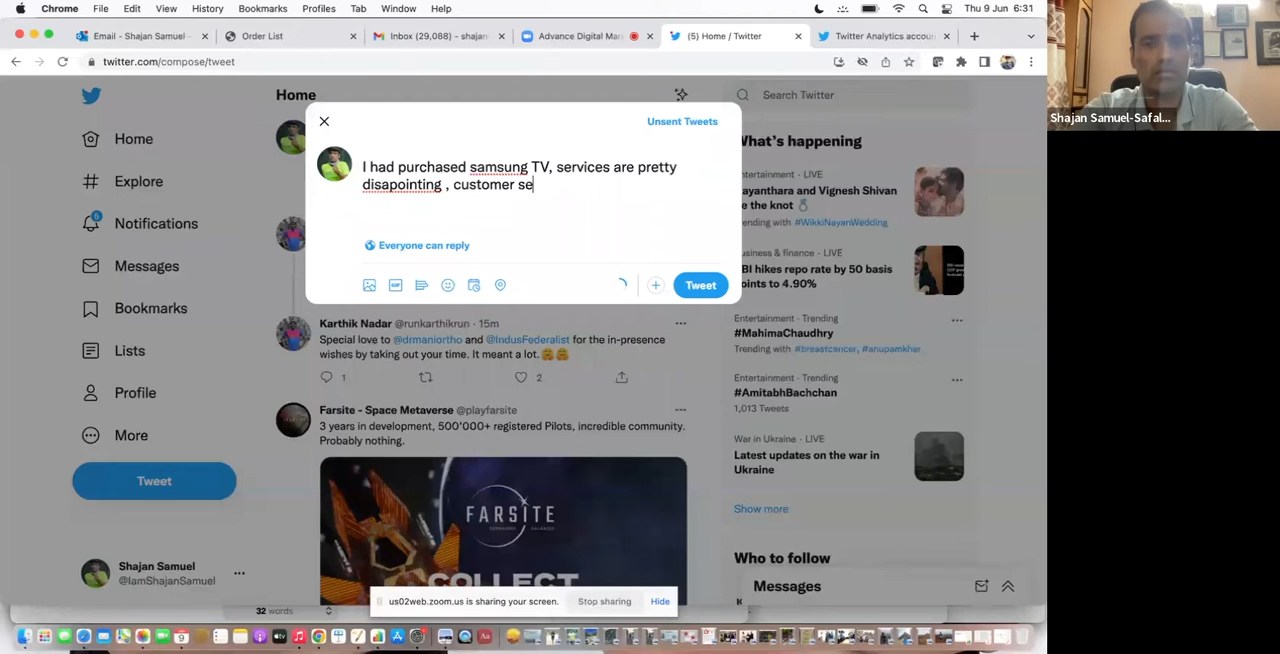 Chrome File Edit View History Bookmarks Profiles Tab Window Help
Thu 9 Jun 6:31
Email - Shajan Samuel -
Order List
Inbox (29,088) - shajan
Advance Digital Mar
(5) Home / Twitter
Twitter Analytics accou
twitter.com/compose/tweet
Shajan Samuel-Safal...
Home
Search Twitter
Unsent Tweets
I had purchased samsung TV, services are pretty
disapointing , customer se
Everyone can reply
GIF
Tweet
Home
Explore
6
Notifications
Messages
Bookmarks
Lists
Profile
More
Tweet
Shajan Samuel
@IamShajanSamuel
Karthik Nadar @runkarthikrun · 15m
Special love to @drmaniortho and @IndusFederalist for the in-presence
wishes by taking out your time. It meant a lot.
1
2
Farsite - Space Metaverse @playfarsite
3 years in development, 500'000+ registered Pilots, incredible community.
Probably nothing.
FARSITE
COLLECT
What's happening
ntertainment · LIVE
ayanthara and Vignesh Shivan
e the knot
ending with #WikkiNayanWedding
usiness & finance · LIVE
BI hikes repo rate by 50 basis
oints to 4.90%
Entertainment · Trending
#MahimaChaudhry
Trending with #breastcancer, #anupamkher
Entertainment · Trending
#AmitabhBachchan
1,013 Tweets
War in Ukraine · LIVE
Latest updates on the war in
Ukraine
Show more
Who to follow
Messages
us02web.zoom.us is sharing your screen.
Stop sharing
Hide
32 words